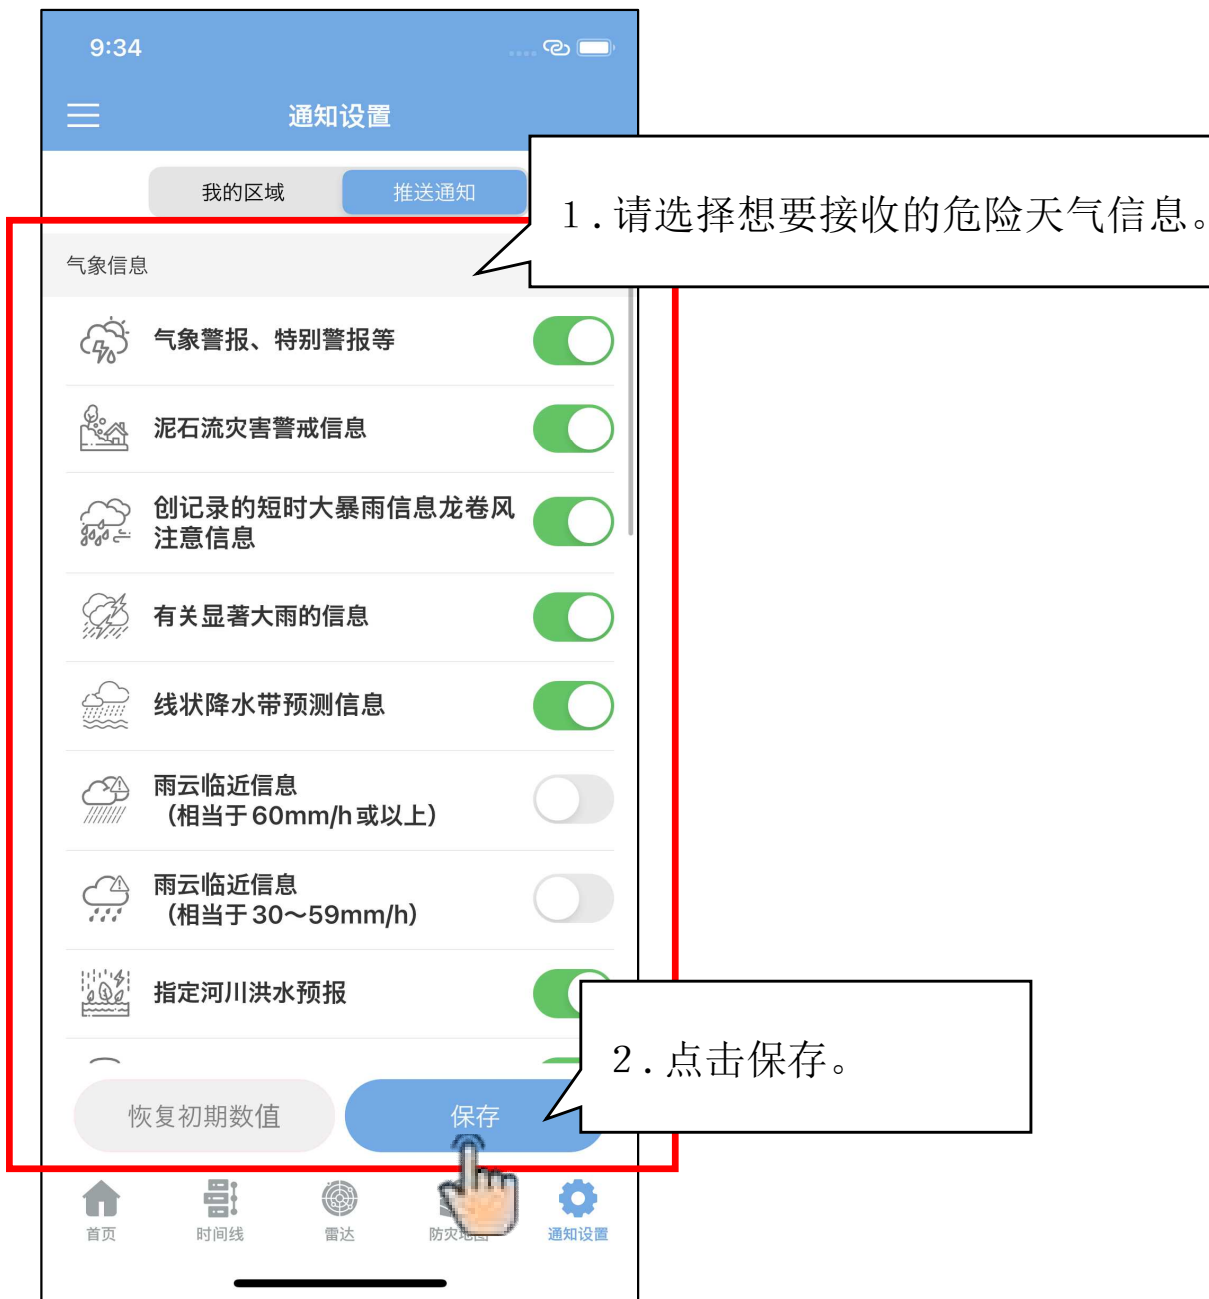 9:34
通知设置
我的区域
推送通知
1.请选择想要接收的危险天气信息。
气象信息
气象警报、特别警报等
泥石流灾害警戒信息
创记录的短时大暴雨信息龙卷风
注意信息
有关显著大雨的信息
线状降水带预测信息
雨云临近信息
（相当于60mm/h或以上）
雨云临近信息
（相当于30～59mm/h）
指定河川洪水预报
2.点击保存。
恢复初期数值
保存
首页
时间线
雷达
防灾地图
通知设置